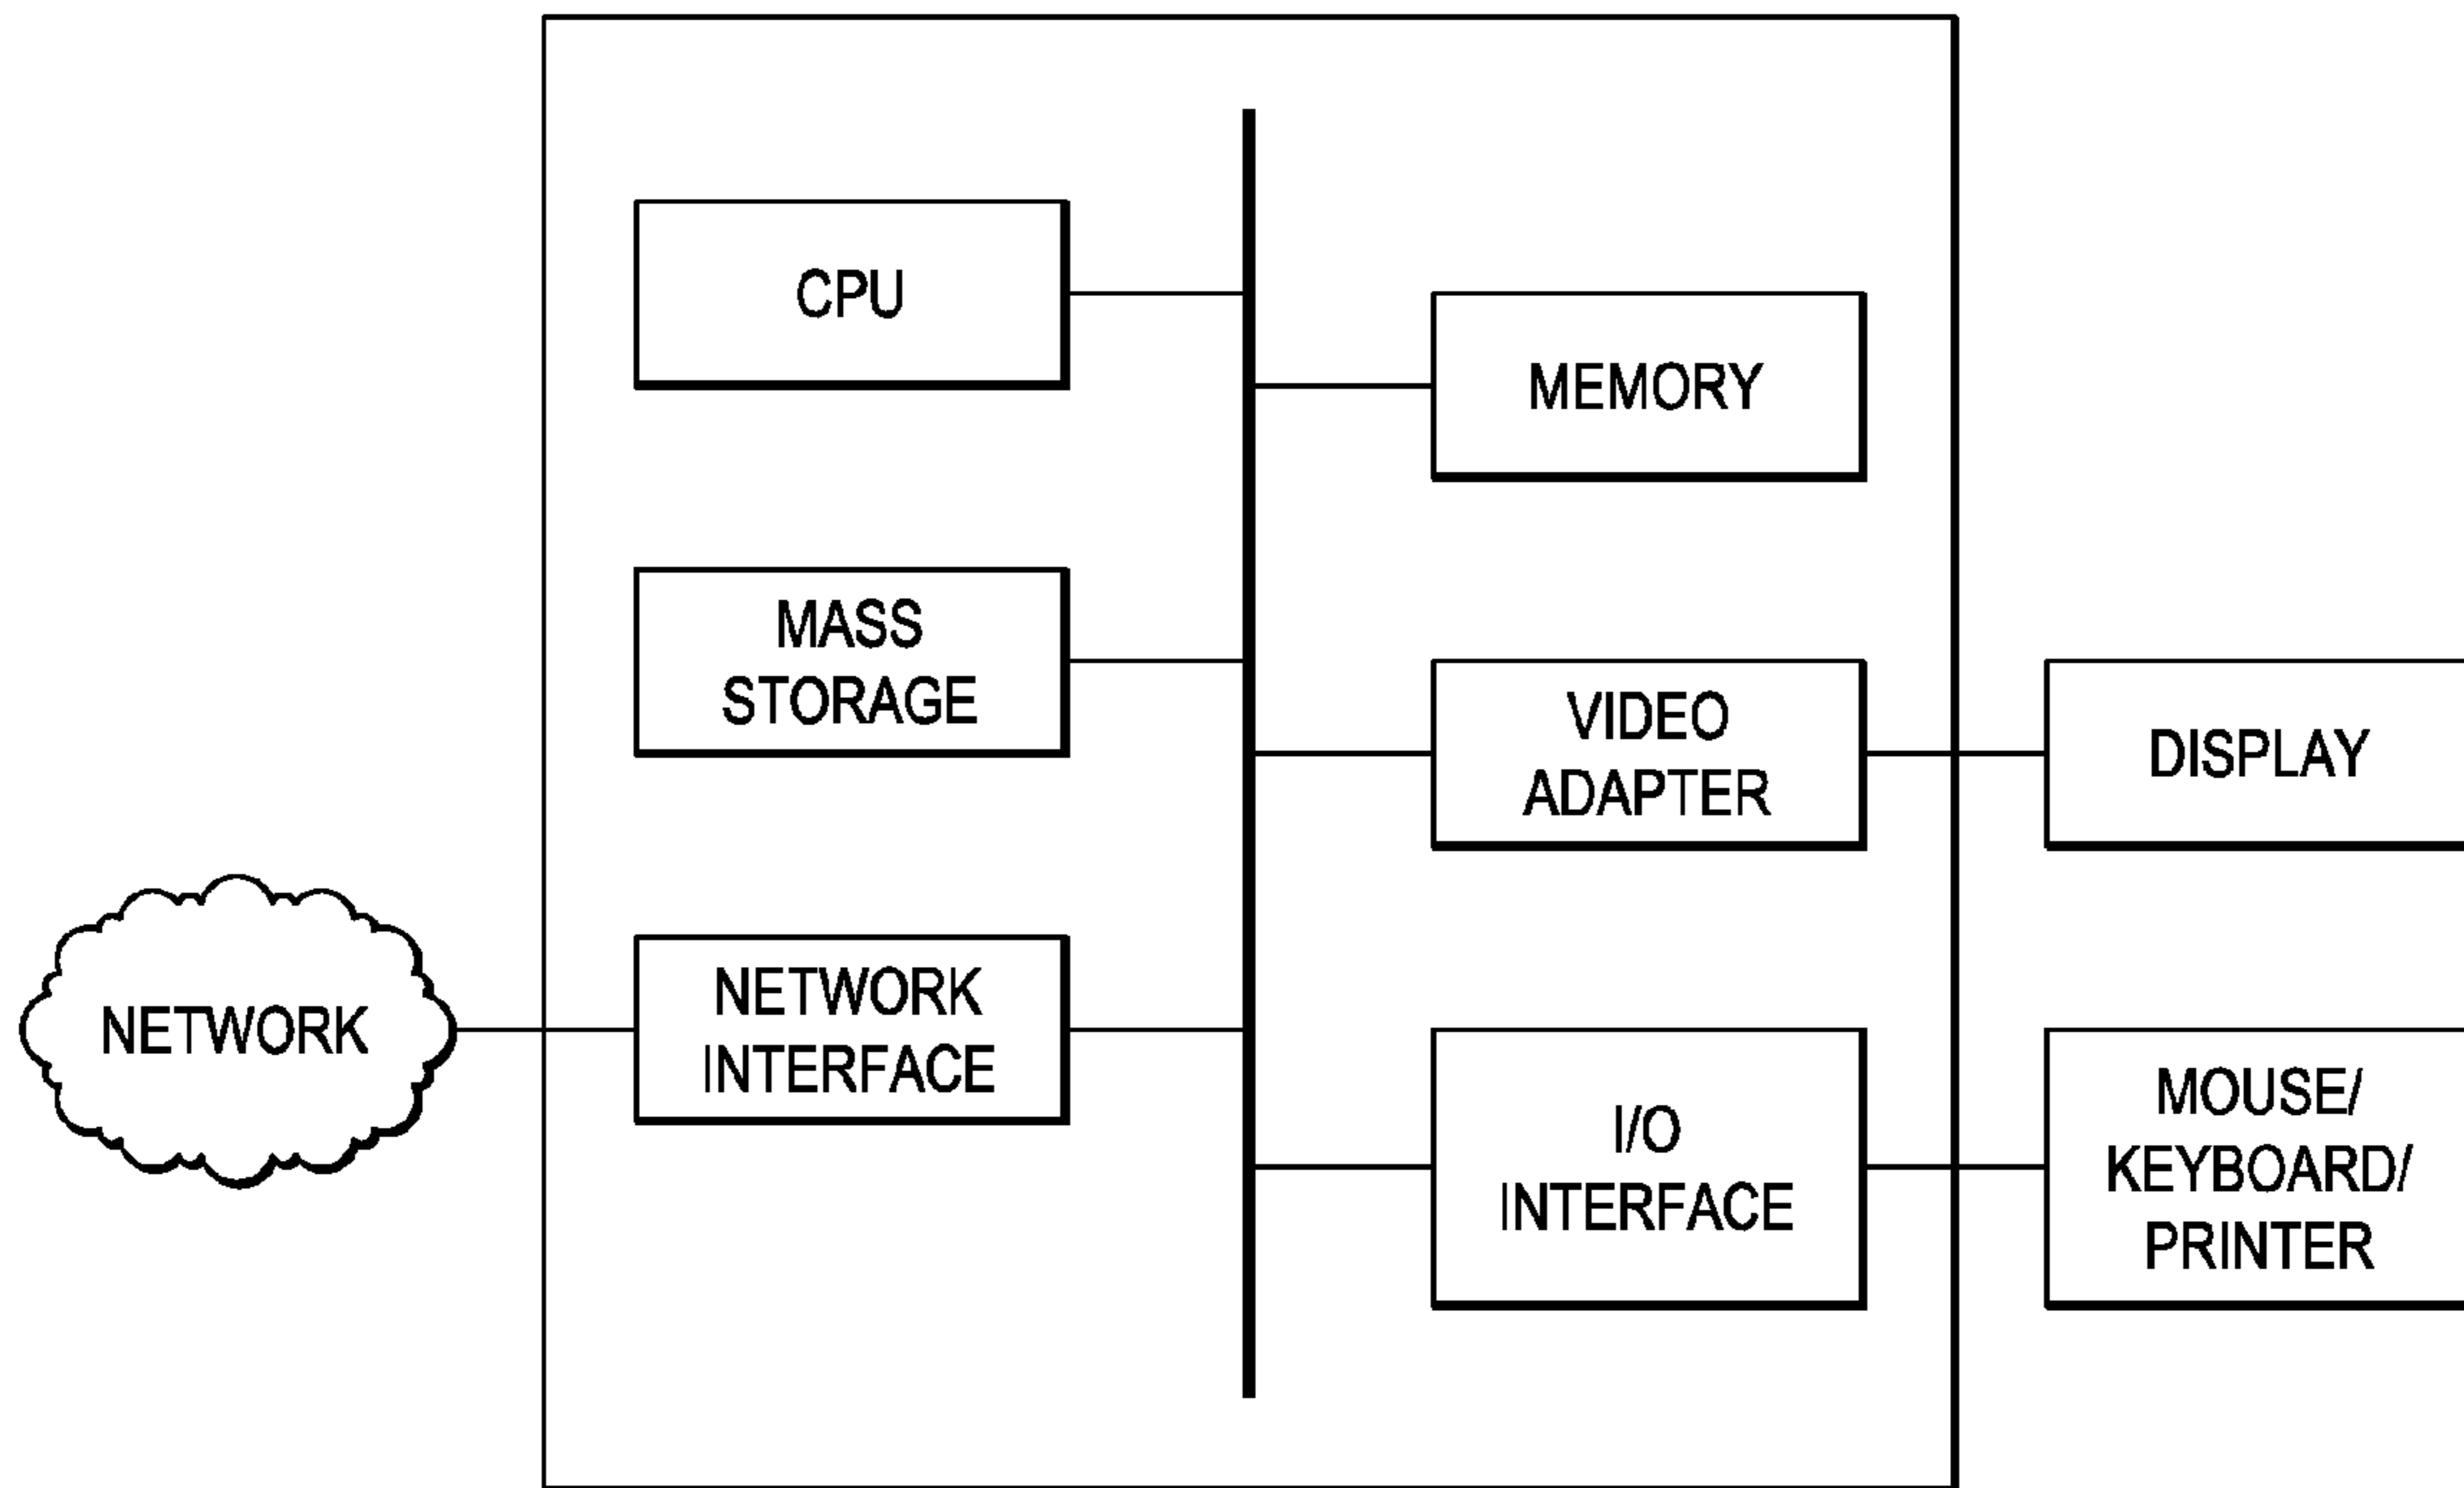 CPU
MEMORY
MASS
STORAGE
VIDEO
ADAPTER
DISPLAY
NETWORK
NETWORK
INTERFACE
I/O
INTERFACE
MOUSE/
KEYBOARD/
PRINTER